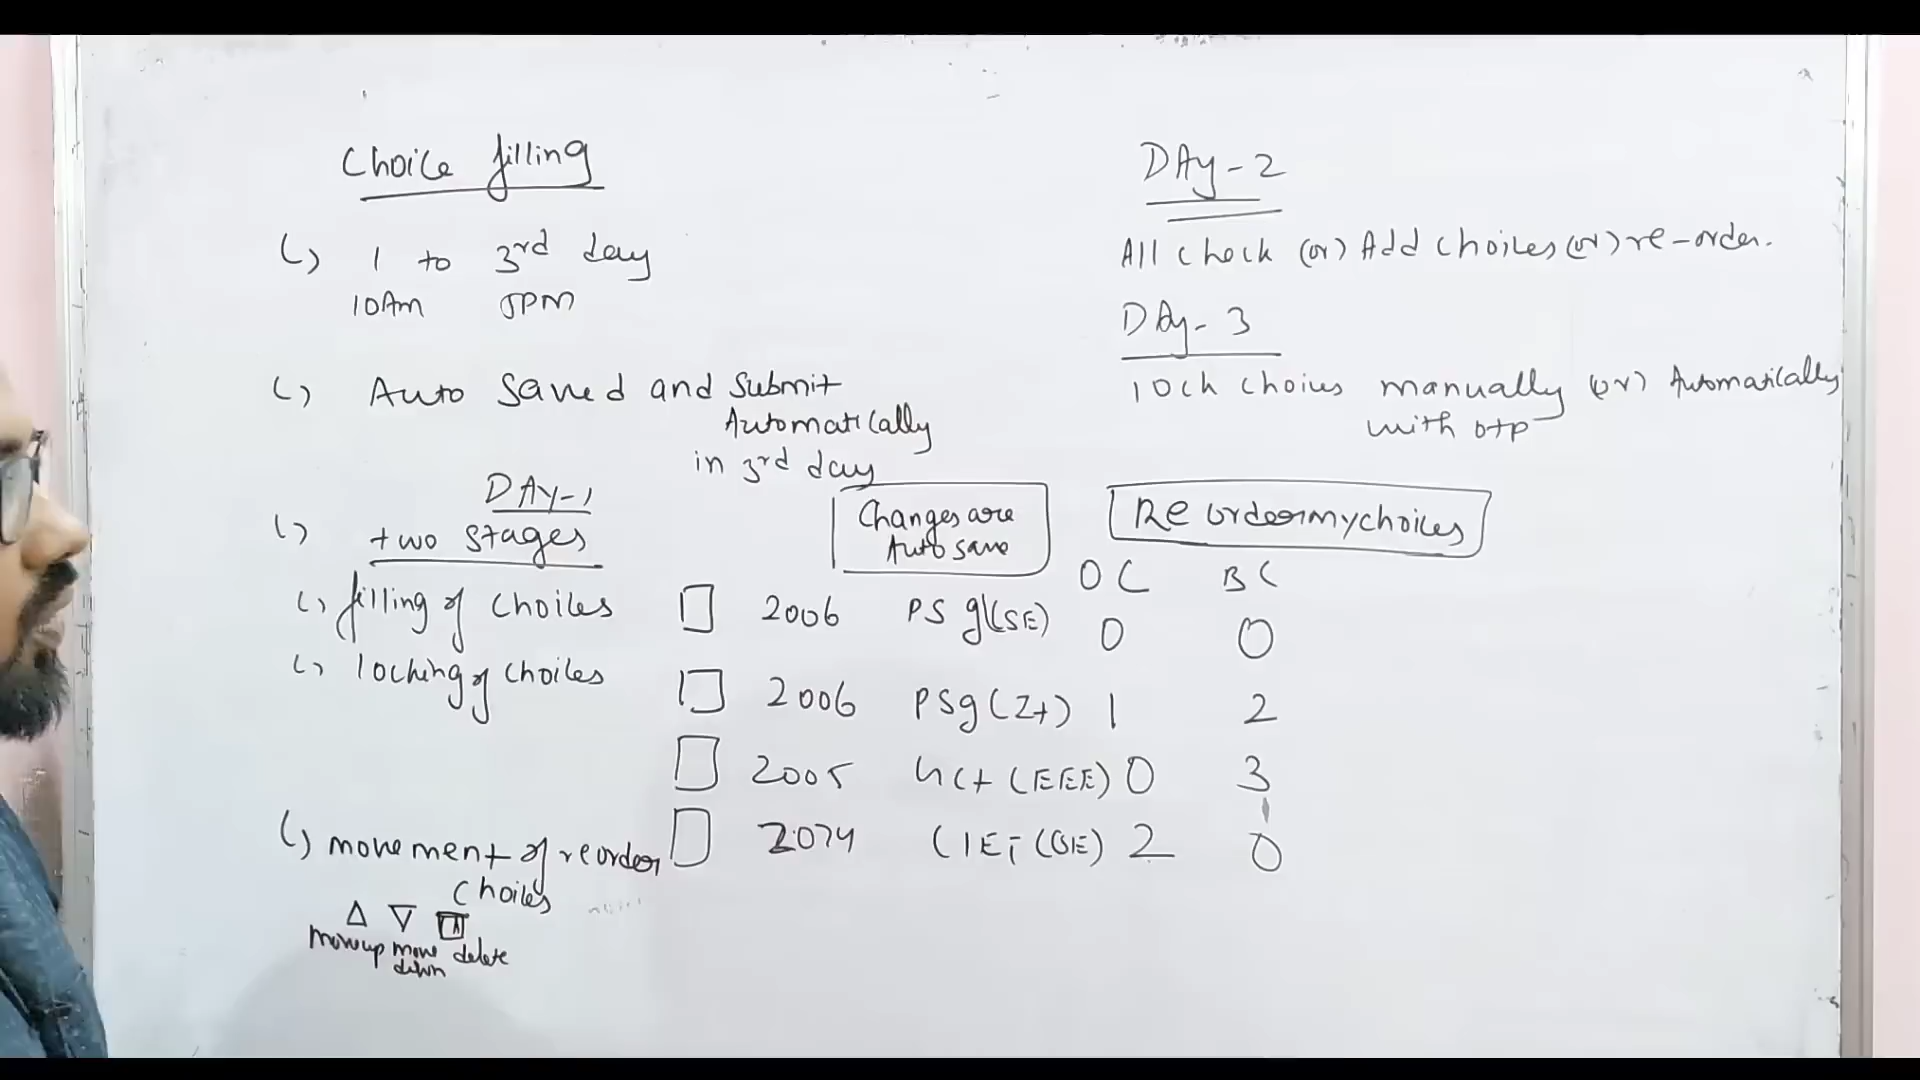 Choice filling
(,) 1 to 3rd day
10Am 5PM
(,) Auto Saved and Submit
Automatically
in 3rd day
DAY-1
(,) two stages
(,) filling of choices
(,) locking of choices
(,) movement of reorder
choices
△ ▽
moveup move delete
down
Changes are
Auto save
Re order my choices
OC BC
2006 PSg (SE) 0 0
2006 PSg (Z+) 1 2
2005 (EEE) 0 3
2074 CIET 2 0
DAy-2
All check (or) Add choices (or) re-order.
DAy-3
lock choices manually (or) Automatically
with otp